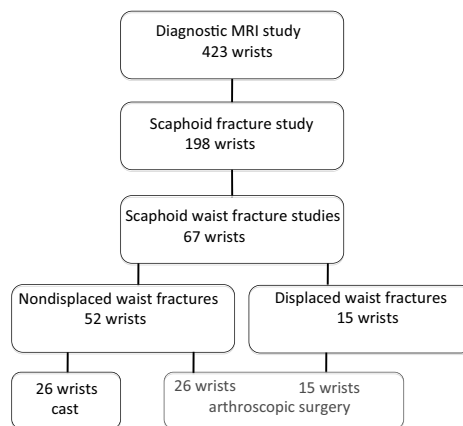 Diagnostic MRI study
423 wrists
Scaphoid fracture study
198 wrists
Scaphoid waist fracture studies
67 wrists
Nondisplaced waist fractures
52 wrists
Displaced waist fractures
15 wrists
26 wrists
cast
26 wrists 15 wrists
arthroscopic surgery